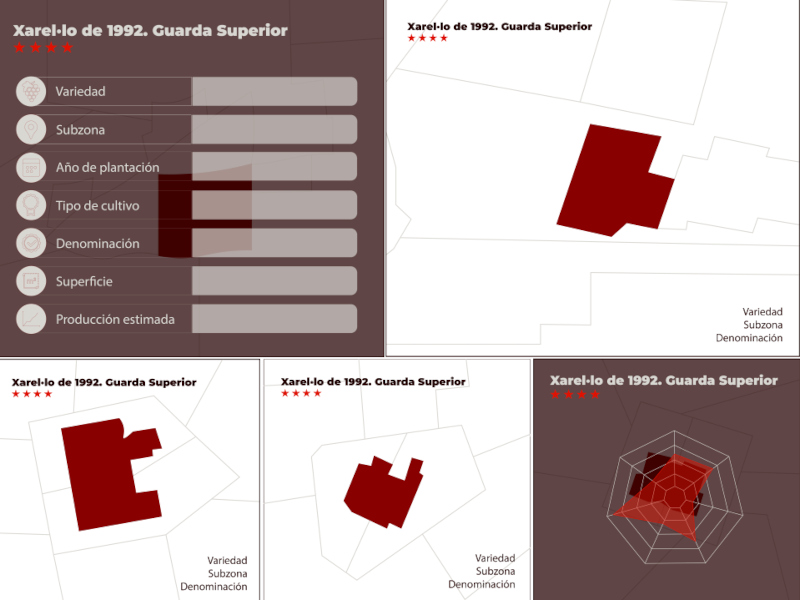 Xarel·lo de 1992. Guarda Superior
Variedad
Subzona
Año de plantación
Tipo de cultivo
Denominación
Superficie
Producción estimada
Xarel·lo de 1992. Guarda Superior
Variedad
Subzona
Denominación
Xarel·lo de 1992. Guarda Superior
Variedad
Subzona
Denominación
Xarel·lo de 1992. Guarda Superior
Variedad
Subzona
Denominación
Xarel·lo de 1992. Guarda Superior